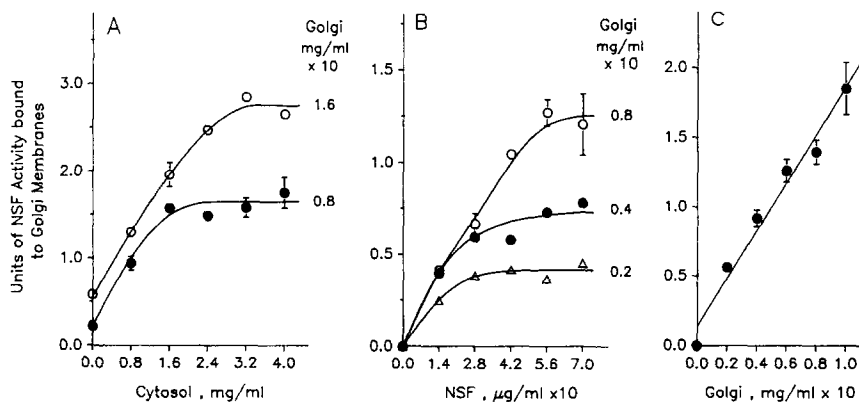 A
Golgi
mg/ml
x 10
1.6
0.8
3.0
2.0
1.0
0.0
Units of NSF Activity bound
to Golgi Membranes
0.0 0.8 1.6 2.4 3.2 4.0
Cytosol , mg/ml
B
Golgi
mg/ml
x 10
0.8
0.4
0.2
1.5
1.0
0.5
0.0
0.0 1.4 2.8 4.2 5.6 7.0
NSF , μg/ml x10
C
2.0
1.5
1.0
0.5
0.0
0.0 0.2 0.4 0.6 0.8 1.0
Golgi , mg/ml x 10